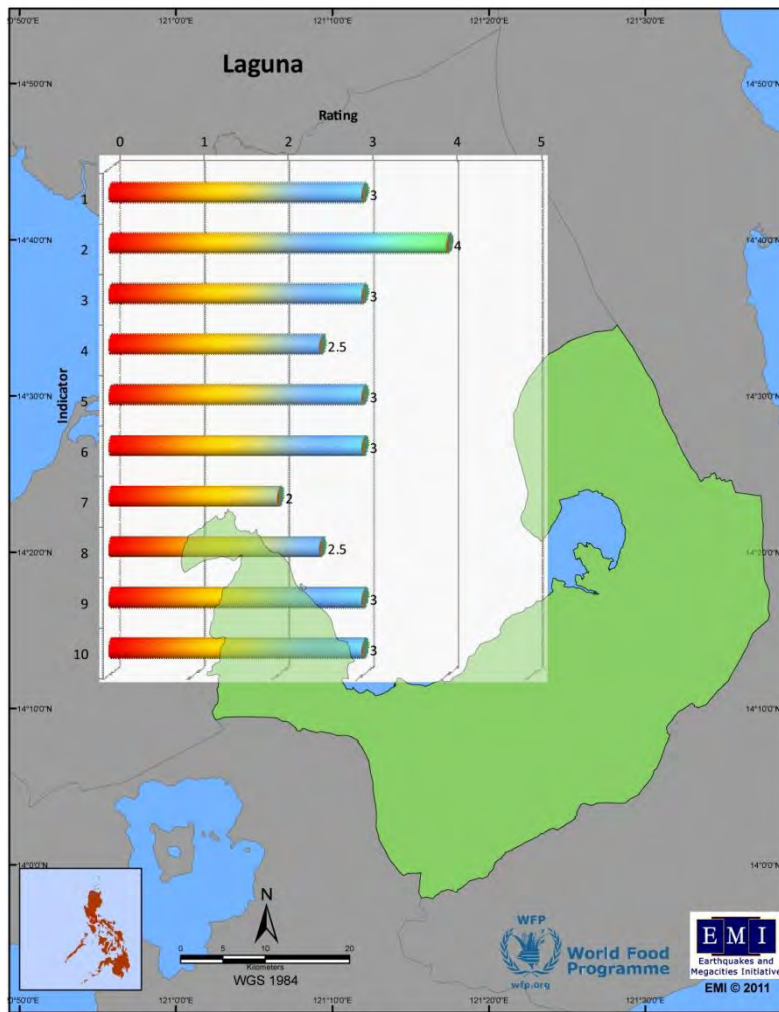 0°50'0"E 121°0'0"E 121°10'0"E 121°20'0"E 121°30'0"E
Laguna
Rating
0 1 2 3 4 5
Indicator
1 3
2 4
3 3
4 2.5
5 3
6 3
7 2
8 2.5
9 3
10 3
14°50'0"N 14°50'0"N
14°40'0"N 14°40'0"N
14°30'0"N 14°30'0"N
14°20'0"N 14°20'0"N
14°10'0"N 14°10'0"N
14°0'0"N 14°0'0"N
N
0 5 10 20
Kilometers
WGS 1984
WFP
World Food
Programme
wfp.org
EMI
Earthquakes and
Megacities Initiative
EMI © 2011
0°50'0"E 121°0'0"E 121°10'0"E 121°20'0"E 121°30'0"E